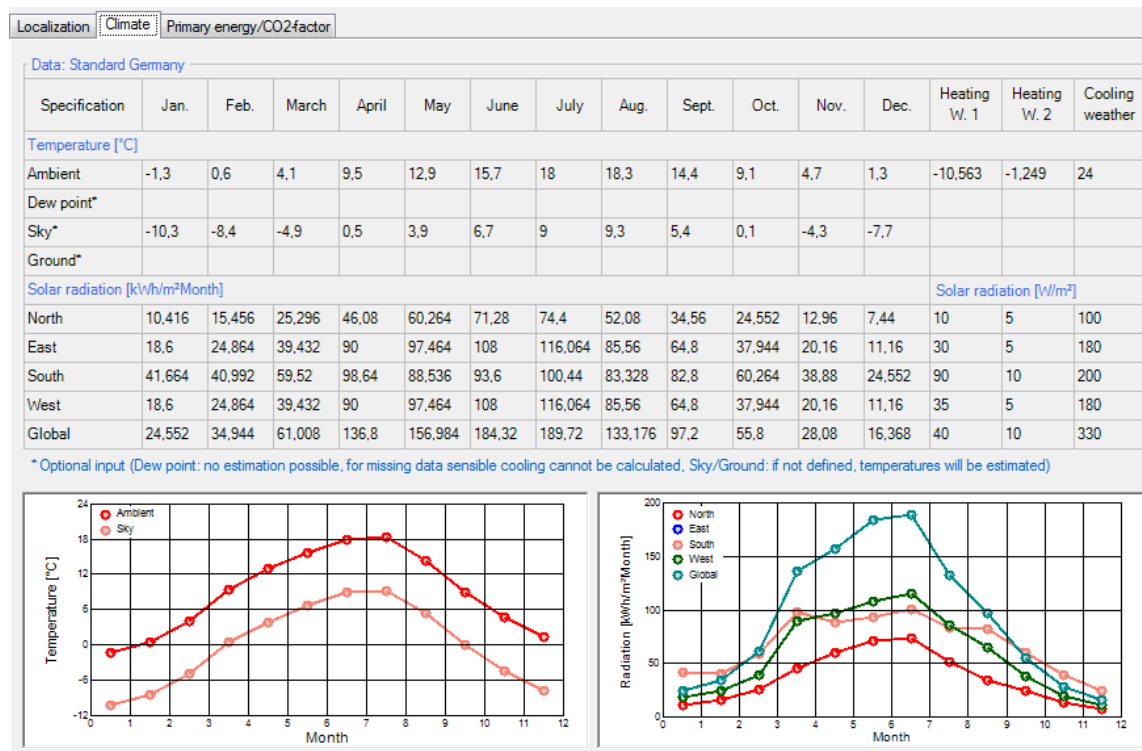 Localization Climate Primary energy/CO2-factor
Data: Standard Germany
Specification Jan. Feb. March April May June July Aug. Sept. Oct. Nov. Dec. Heating W. 1 Heating W. 2 Cooling weather
Temperature [°C]
Ambient -1,3 0,6 4,1 9,5 12,9 15,7 18 18,3 14,4 9,1 4,7 1,3 -10,563 -1,249 24
Dew point*
Sky* -10,3 -8,4 -4,9 0,5 3,9 6,7 9 9,3 5,4 0,1 -4,3 -7,7
Ground*
Solar radiation [kWh/m²Month] Solar radiation [W/m²]
North 10,416 15,456 25,296 46,08 60,264 71,28 74,4 52,08 34,56 24,552 12,96 7,44 10 5 100
East 18,6 24,864 39,432 90 97,464 108 116,064 85,56 64,8 37,944 20,16 11,16 30 5 180
South 41,664 40,992 59,52 98,64 88,536 93,6 100,44 83,328 82,8 60,264 38,88 24,552 90 10 200
West 18,6 24,864 39,432 90 97,464 108 116,064 85,56 64,8 37,944 20,16 11,16 35 5 180
Global 24,552 34,944 61,008 136,8 156,984 184,32 189,72 133,176 97,2 55,8 28,08 16,368 40 10 330
* Optional input (Dew point: no estimation possible, for missing data sensible cooling cannot be calculated, Sky/Ground: if not defined, temperatures will be estimated)
Temperature [°C]
24
18
12
6
0
-6
-12
Ambient
Sky
0 1 2 3 4 5 6 7 8 9 10 11 12
Month
Radiation [kWh/m²Month]
200
150
100
50
0
North
East
South
West
Global
0 1 2 3 4 5 6 7 8 9 10 11 12
Month